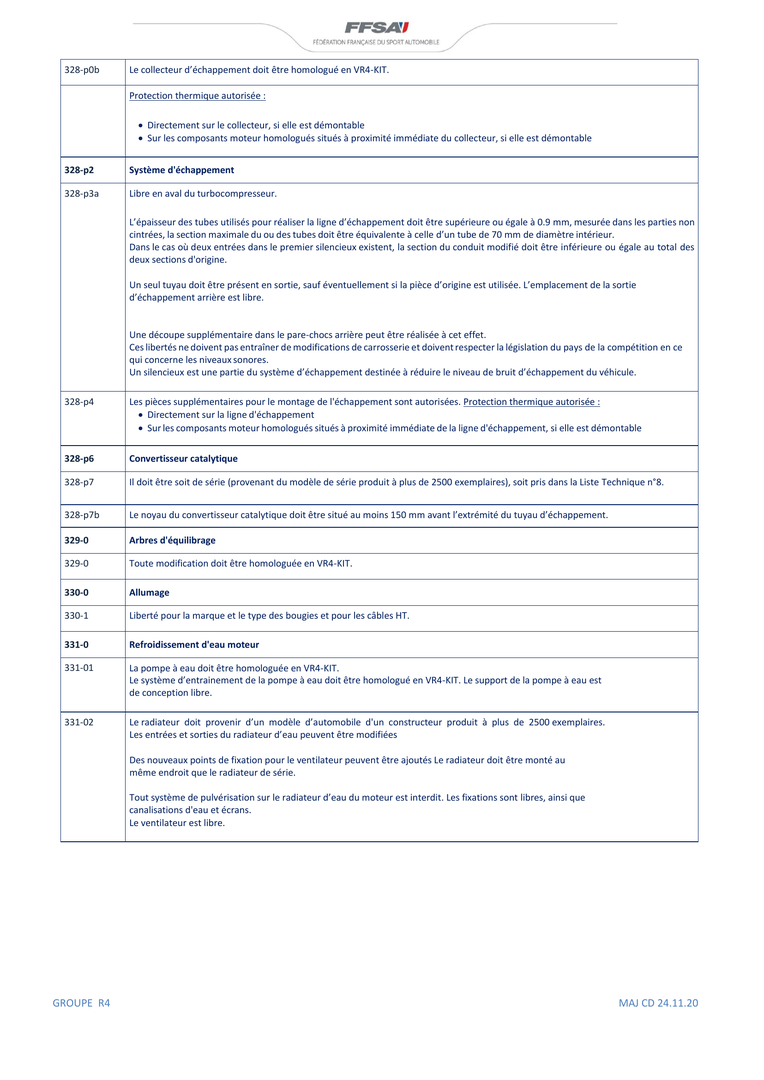 FFSA
FÉDÉRATION FRANÇAISE DU SPORT AUTOMOBILE
328-p0b Le collecteur d’échappement doit être homologué en VR4-KIT.
Protection thermique autorisée :
• Directement sur le collecteur, si elle est démontable
• Sur les composants moteur homologués situés à proximité immédiate du collecteur, si elle est démontable
328-p2 Système d'échappement
328-p3a Libre en aval du turbocompresseur.
L’épaisseur des tubes utilisés pour réaliser la ligne d’échappement doit être supérieure ou égale à 0.9 mm, mesurée dans les parties non
cintrées, la section maximale du ou des tubes doit être équivalente à celle d’un tube de 70 mm de diamètre intérieur.
Dans le cas où deux entrées dans le premier silencieux existent, la section du conduit modifié doit être inférieure ou égale au total des
deux sections d'origine.
Un seul tuyau doit être présent en sortie, sauf éventuellement si la pièce d’origine est utilisée. L’emplacement de la sortie
d’échappement arrière est libre.
Une découpe supplémentaire dans le pare-chocs arrière peut être réalisée à cet effet.
Ces libertés ne doivent pas entraîner de modifications de carrosserie et doivent respecter la législation du pays de la compétition en ce
qui concerne les niveaux sonores.
Un silencieux est une partie du système d’échappement destinée à réduire le niveau de bruit d’échappement du véhicule.
328-p4 Les pièces supplémentaires pour le montage de l'échappement sont autorisées. Protection thermique autorisée :
• Directement sur la ligne d'échappement
• Sur les composants moteur homologués situés à proximité immédiate de la ligne d'échappement, si elle est démontable
328-p6 Convertisseur catalytique
328-p7 Il doit être soit de série (provenant du modèle de série produit à plus de 2500 exemplaires), soit pris dans la Liste Technique n°8.
328-p7b Le noyau du convertisseur catalytique doit être situé au moins 150 mm avant l’extrémité du tuyau d’échappement.
329-0 Arbres d'équilibrage
329-0 Toute modification doit être homologuée en VR4-KIT.
330-0 Allumage
330-1 Liberté pour la marque et le type des bougies et pour les câbles HT.
331-0 Refroidissement d'eau moteur
331-01 La pompe à eau doit être homologuée en VR4-KIT.
Le système d’entrainement de la pompe à eau doit être homologué en VR4-KIT. Le support de la pompe à eau est
de conception libre.
331-02 Le radiateur doit provenir d’un modèle d’automobile d'un constructeur produit à plus de 2500 exemplaires.
Les entrées et sorties du radiateur d’eau peuvent être modifiées
Des nouveaux points de fixation pour le ventilateur peuvent être ajoutés Le radiateur doit être monté au
même endroit que le radiateur de série.
Tout système de pulvérisation sur le radiateur d’eau du moteur est interdit. Les fixations sont libres, ainsi que
canalisations d'eau et écrans.
Le ventilateur est libre.
GROUPE R4 MAJ CD 24.11.20